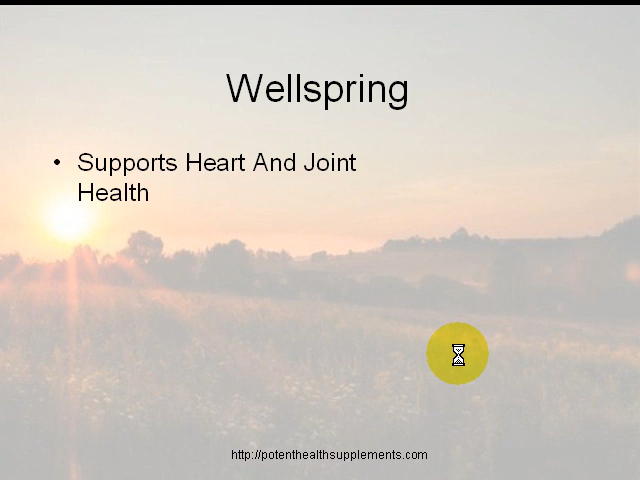 Wellspring
• Supports Heart And Joint
Health
http://potenthealthsupplements.com